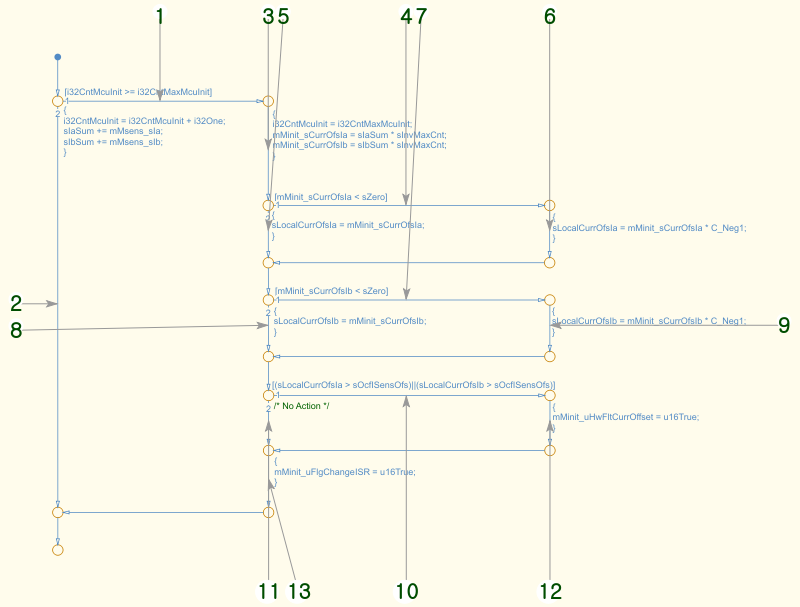 1 3 5 4 7 6
[i32CntMcuInit >= i32CntMaxMcuInit]
1
2
{
i32CntMcuInit = i32CntMcuInit + i32One;
sIaSum += mMsens_sIa;
sIbSum += mMsens_sIb;
}
{
i32CntMcuInit = i32CntMaxMcuInit;
mMinit_sCurrOfsIa = sIaSum * sInvMaxCnt;
mMinit_sCurrOfsIb = sIbSum * sInvMaxCnt;
}
[mMinit_sCurrOfsIa < sZero]
1
2
{
sLocalCurrOfsIa = mMinit_sCurrOfsIa;
}
{
sLocalCurrOfsIa = mMinit_sCurrOfsIa * C_Neg1;
}
[mMinit_sCurrOfsIb < sZero]
1
2
2
8
{
sLocalCurrOfsIb = mMinit_sCurrOfsIb;
}
{
sLocalCurrOfsIb = mMinit_sCurrOfsIb * C_Neg1;
}
9
[(sLocalCurrOfsIa > sOcfISensOfs)||(sLocalCurrOfsIb > sOcfISensOfs)]
1
2
/* No Action */
{
mMinit_uHwFltCurrOffset = u16True;
}
{
mMinit_uFlgChangeISR = u16True;
}
11 13 10 12